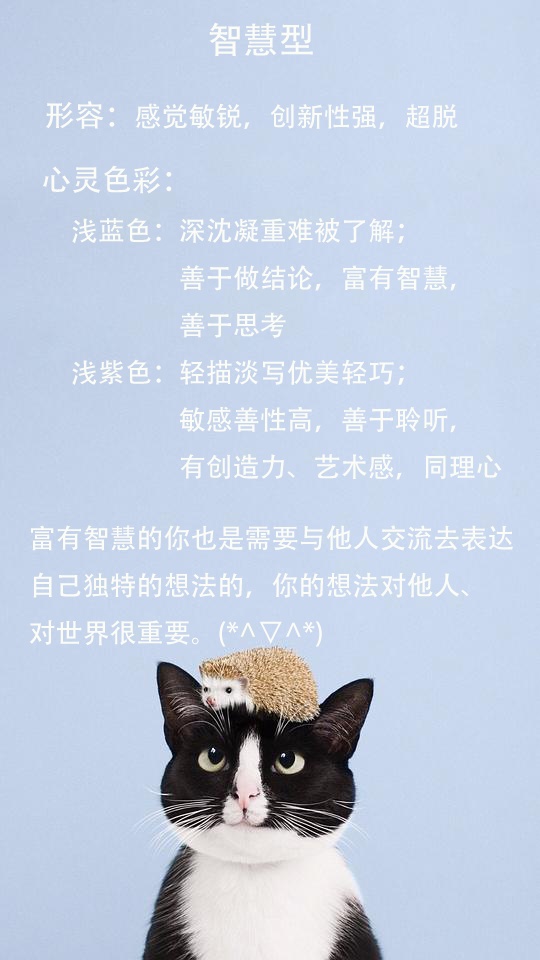 智慧型
形容：感觉敏锐，创新性强，超脱
心灵色彩：
浅蓝色：深沈凝重难被了解；
善于做结论，富有智慧，
善于思考
浅紫色：轻描淡写优美轻巧；
敏感善性高，善于聆听，
有创造力、艺术感，同理心
富有智慧的你也是需要与他人交流去表达
自己独特的想法的，你的想法对他人、
对世界很重要。(*^▽^*)